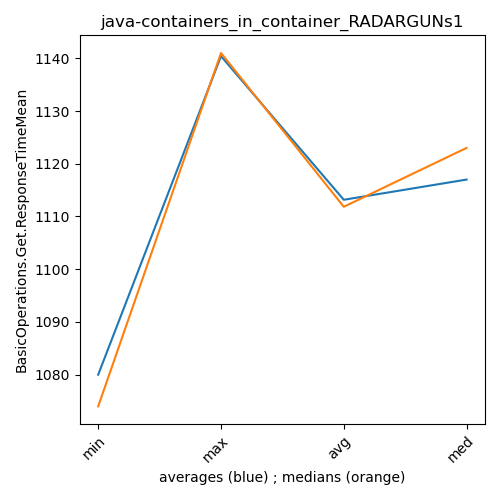 java-containers_in_container_RADARGUNs1
BasicOperations.Get.ResponseTimeMean
1140
1130
1120
1110
1100
1090
1080
min
max
avg
med
averages (blue) ; medians (orange)